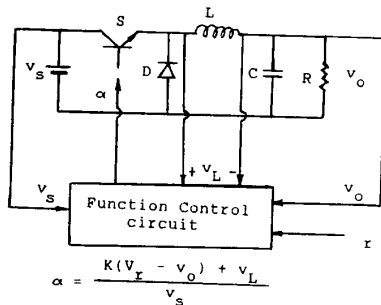 S
L
v_s
D
C
R
v_o
α
+ v_L -
v_s
v_o
Function Control
circuit
r
α = K(V_r - v_o) + v_L / v_s